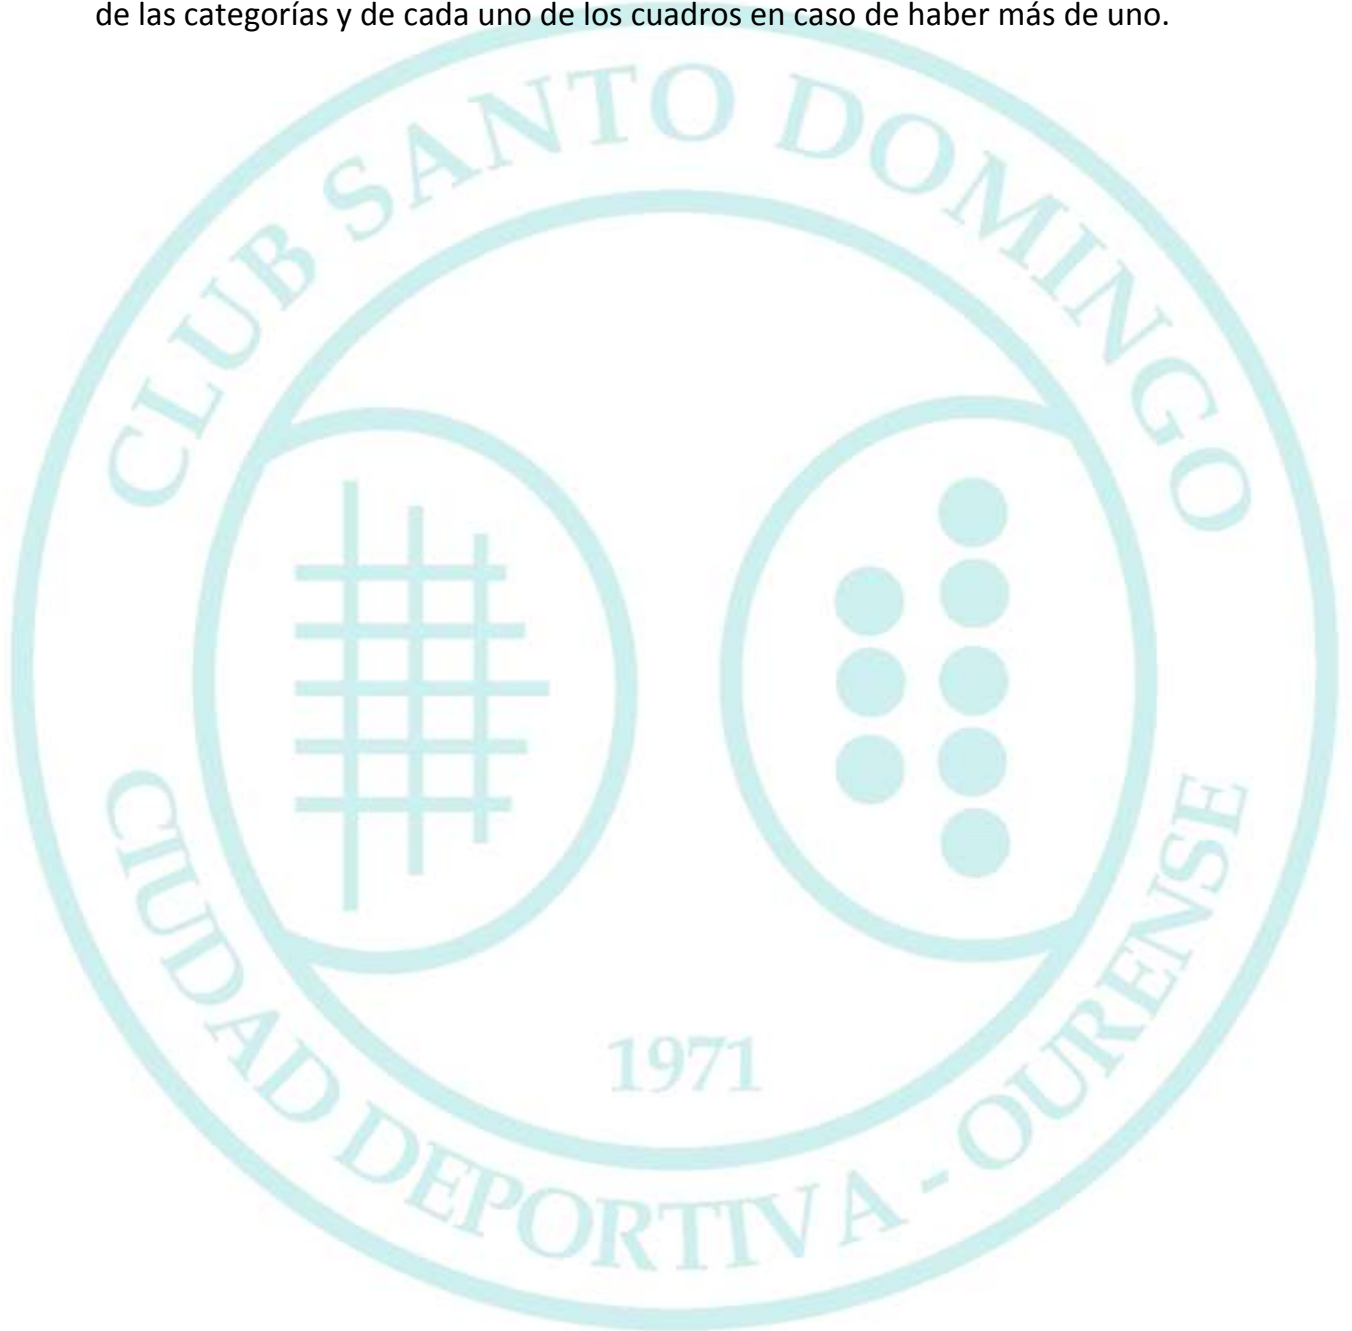 de las categorías y de cada uno de los cuadros en caso de haber más de uno.
CLUB SANTO DOMINGO
1971
CIUDAD DEPORTIVA - OURENSE